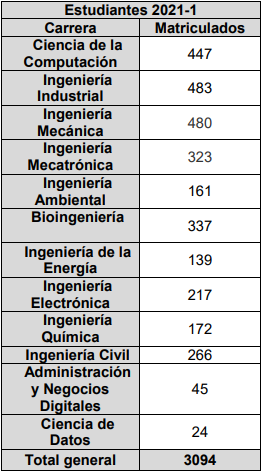 Estudiantes 2021-1
Carrera Matriculados
Ciencia de la
Computación 447
Ingeniería
Industrial 483
Ingeniería
Mecánica 480
Ingeniería
Mecatrónica 323
Ingeniería
Ambiental 161
Bioingeniería 337
Ingeniería de la
Energía 139
Ingeniería
Electrónica 217
Ingeniería
Química 172
Ingeniería Civil 266
Administración
y Negocios 45
Digitales
Ciencia de
Datos 24
Total general 3094